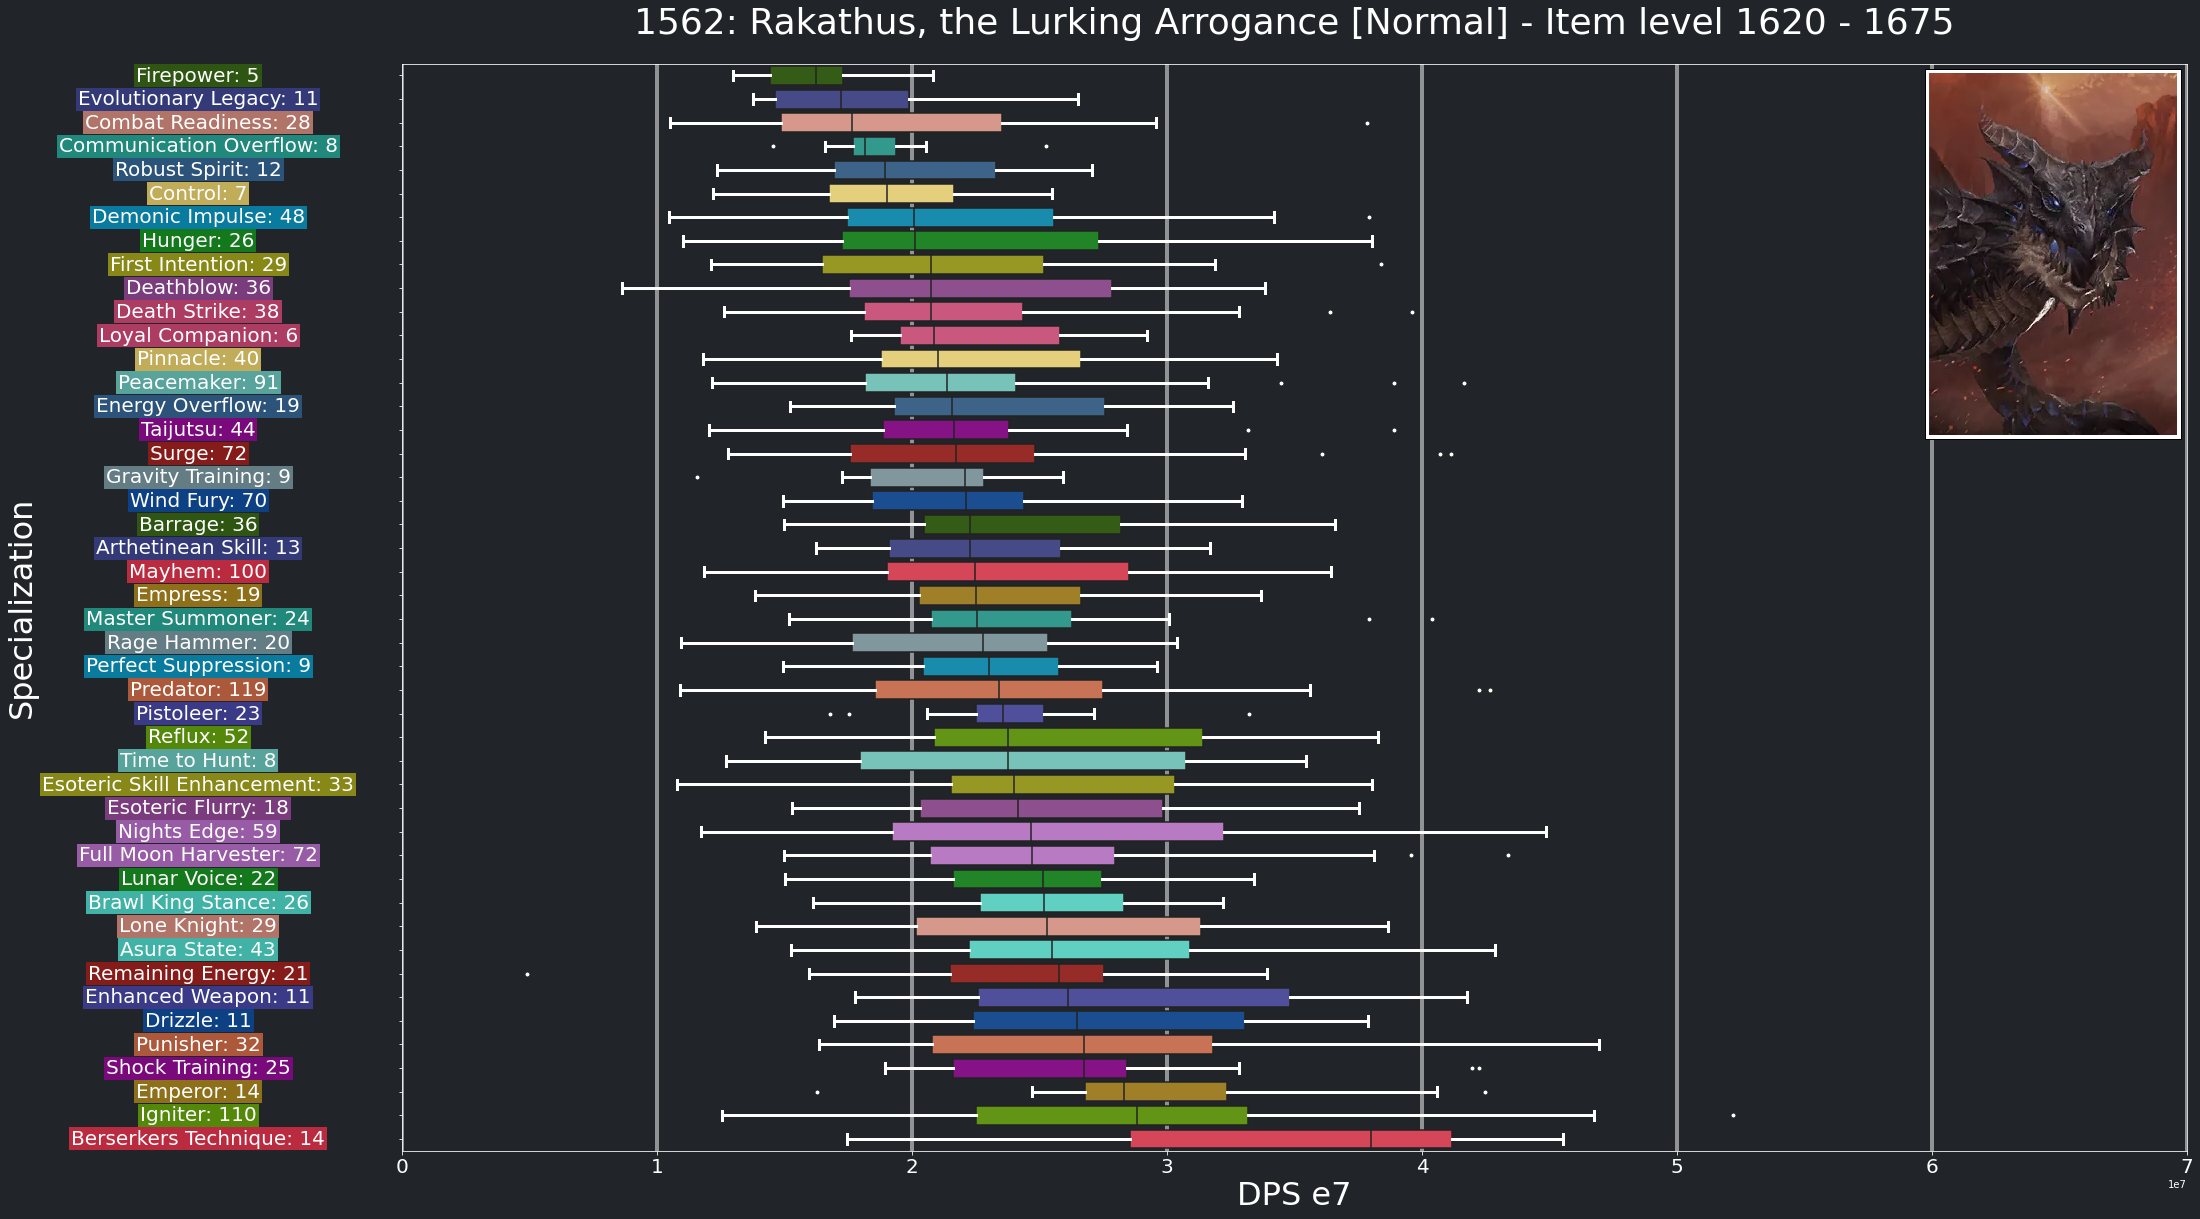 1562: Rakathus, the Lurking Arrogance [Normal] - Item level 1620 - 1675
Specialization
Firepower: 5
Evolutionary Legacy: 11
Combat Readiness: 28
Communication Overflow: 8
Robust Spirit: 12
Control: 7
Demonic Impulse: 48
Hunger: 26
First Intention: 29
Deathblow: 36
Death Strike: 38
Loyal Companion: 6
Pinnacle: 40
Peacemaker: 91
Energy Overflow: 19
Taijutsu: 44
Surge: 72
Gravity Training: 9
Wind Fury: 70
Barrage: 36
Arthetinean Skill: 13
Mayhem: 100
Empress: 19
Master Summoner: 24
Rage Hammer: 20
Perfect Suppression: 9
Predator: 119
Pistoleer: 23
Reflux: 52
Time to Hunt: 8
Esoteric Skill Enhancement: 33
Esoteric Flurry: 18
Nights Edge: 59
Full Moon Harvester: 72
Lunar Voice: 22
Brawl King Stance: 26
Lone Knight: 29
Asura State: 43
Remaining Energy: 21
Enhanced Weapon: 11
Drizzle: 11
Punisher: 32
Shock Training: 25
Emperor: 14
Igniter: 110
Berserkers Technique: 14
0 1 2 3 4 5 6 7
1e7
DPS e7